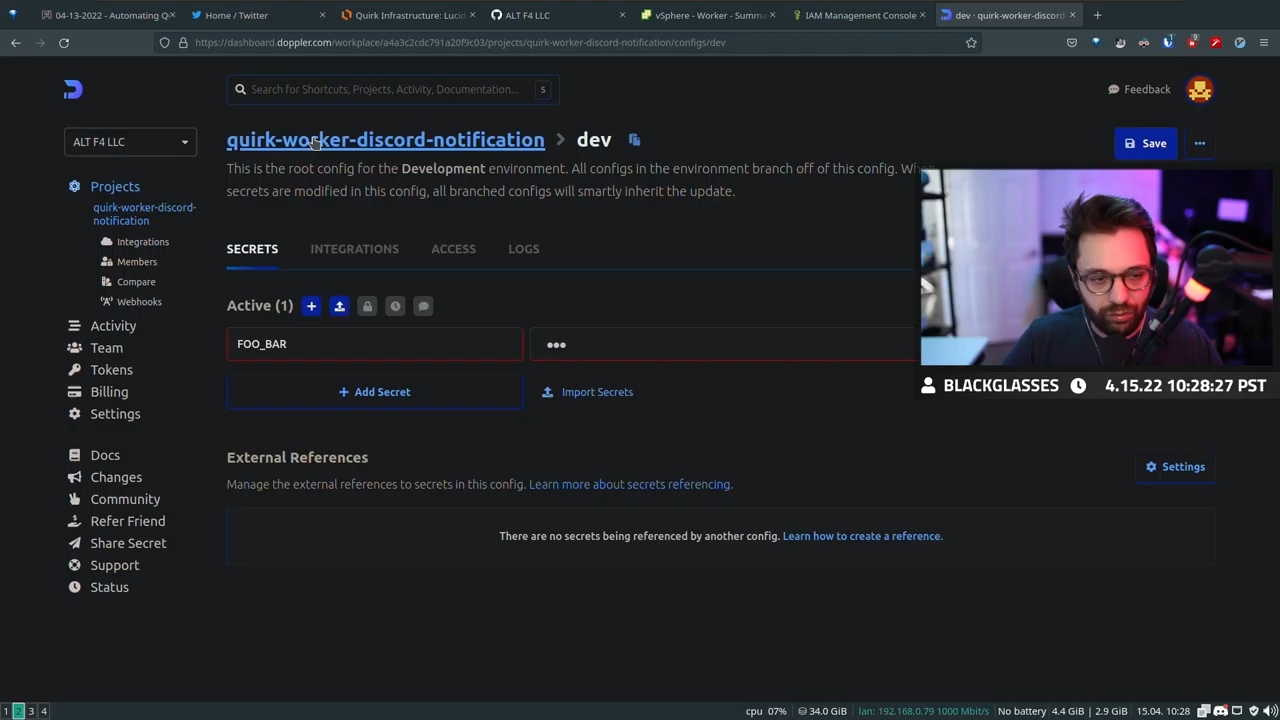 04-13-2022 - Automating Q
Home / Twitter
Quirk Infrastructure: Lucid
ALT F4 LLC
vSphere - Worker - Summa
IAM Management Console
dev · quirk-worker-discord
https://dashboard.doppler.com/workplace/a4a3c2cdc791a20f9c03/projects/quirk-worker-discord-notification/configs/dev
9
Search for Shortcuts, Projects, Activity, Documentation...
S
Feedback
ALT F4 LLC
quirk-worker-discord-notification > dev
Save
This is the root config for the Development environment. All configs in the environment branch off of this config. When
secrets are modified in this config, all branched configs will smartly inherit the update.
Projects
quirk-worker-discord-
notification
Integrations
Members
Compare
Webhooks
Activity
Team
Tokens
Billing
Settings
Docs
Changes
Community
Refer Friend
Share Secret
Support
Status
SECRETS
INTEGRATIONS
ACCESS
LOGS
Active (1)
FOO_BAR
•••
+ Add Secret
Import Secrets
BLACKGLASSES
4.15.22 10:28:27 PST
External References
Settings
Manage the external references to secrets in this config. Learn more about secrets referencing.
There are no secrets being referenced by another config. Learn how to create a reference.
1 2 3 4
cpu 07%
34.0 GiB
lan: 192.168.0.79 1000 Mbit/s
No battery
4.4 GiB | 2.9 GiB
15.04. 10:28